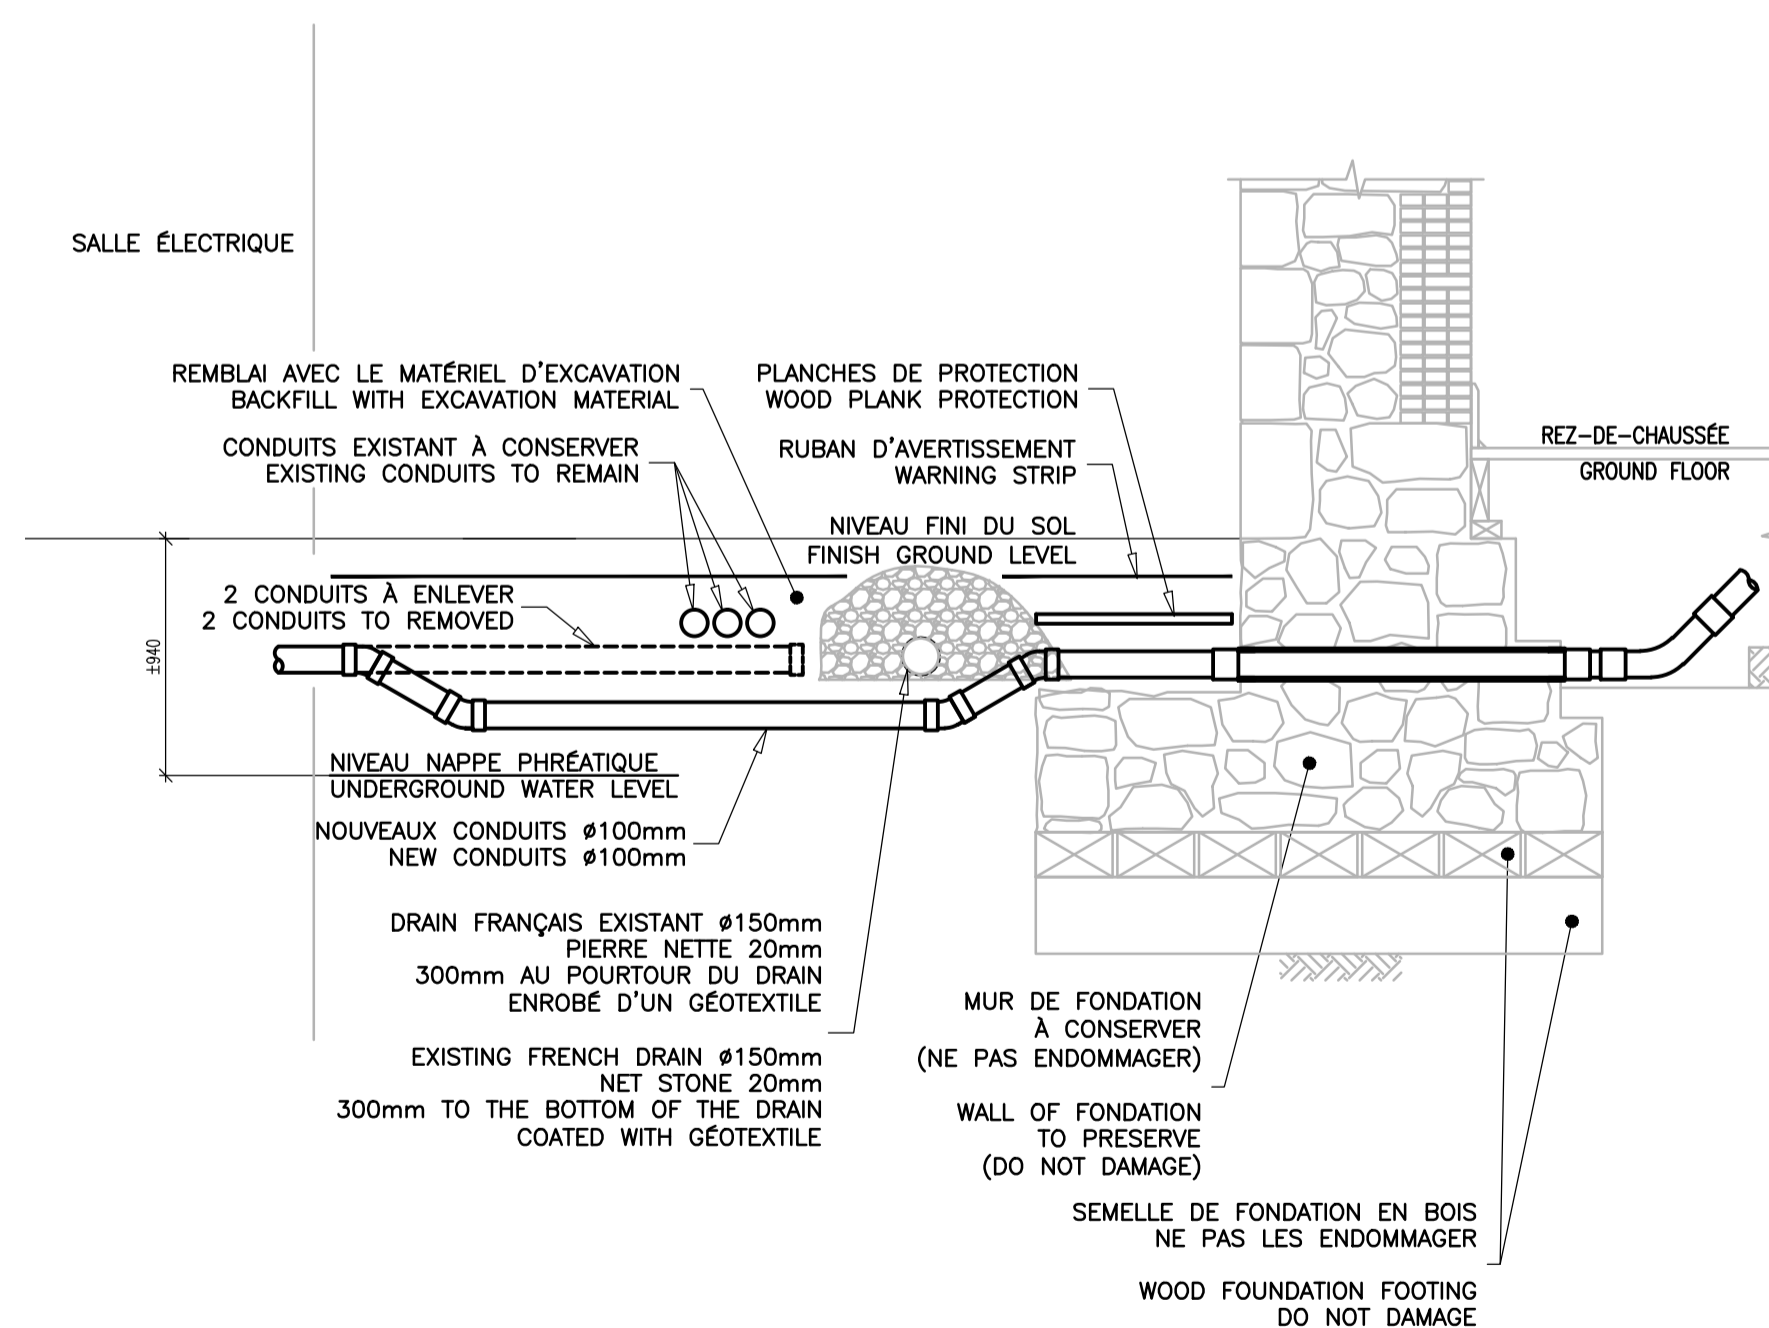 SALLE ÉLECTRIQUE
REMBLAI AVEC LE MATÉRIEL D'EXCAVATION
BACKFILL WITH EXCAVATION MATERIAL
PLANCHES DE PROTECTION
WOOD PLANK PROTECTION
CONDUITS EXISTANT À CONSERVER
EXISTING CONDUITS TO REMAIN
RUBAN D'AVERTISSEMENT
WARNING STRIP
REZ-DE-CHAUSSÉE
GROUND FLOOR
NIVEAU FINI DU SOL
FINISH GROUND LEVEL
2 CONDUITS À ENLEVER
2 CONDUITS TO REMOVED
±940
NIVEAU NAPPE PHRÉATIQUE
UNDERGROUND WATER LEVEL
NOUVEAUX CONDUITS ø100mm
NEW CONDUITS ø100mm
DRAIN FRANÇAIS EXISTANT ø150mm
PIERRE NETTE 20mm
300mm AU POURTOUR DU DRAIN
ENROBÉ D'UN GÉOTEXTILE
EXISTING FRENCH DRAIN ø150mm
NET STONE 20mm
300mm TO THE BOTTOM OF THE DRAIN
COATED WITH GÉOTEXTILE
MUR DE FONDATION
À CONSERVER
(NE PAS ENDOMMAGER)
WALL OF FONDATION
TO PRESERVE
(DO NOT DAMAGE)
SEMELLE DE FONDATION EN BOIS
NE PAS LES ENDOMMAGER
WOOD FOUNDATION FOOTING
DO NOT DAMAGE